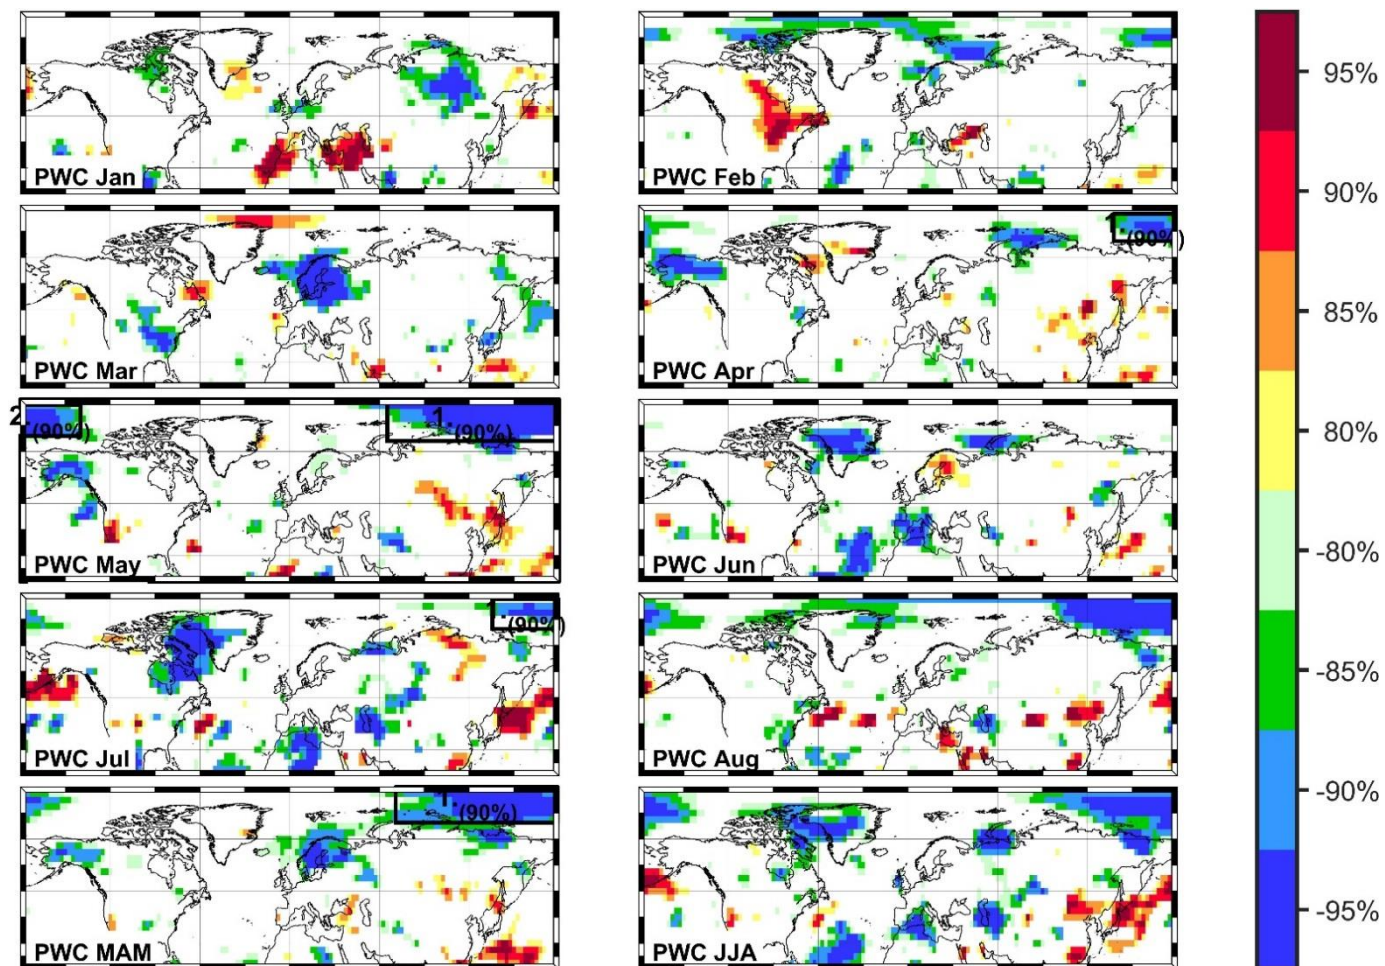 PWC Jan
PWC Feb
PWC Mar
1.
(90%)
PWC Apr
2.
(90%)
1.
(90%)
PWC May
PWC Jun
1.
(90%)
PWC Jul
PWC Aug
1.
(90%)
PWC MAM
PWC JJA
95%
90%
85%
80%
-80%
-85%
-90%
-95%